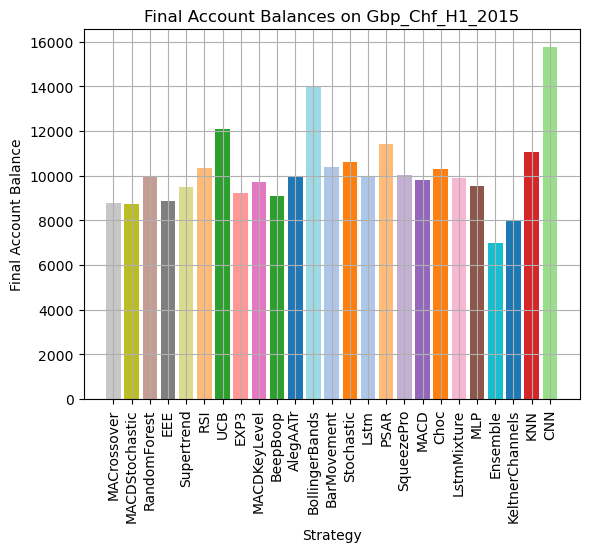 Final Account Balances on Gbp_Chf_H1_2015
16000
14000
12000
10000
8000
6000
4000
2000
0
Final Account Balance
MACrossover
MACDStochastic
RandomForest
EEE
Supertrend
RSI
UCB
EXP3
MACDKeyLevel
BeepBoop
AlegAATr
BollingerBands
BarMovement
Stochastic
Lstm
PSAR
SqueezePro
MACD
Choc
LstmMixture
MLP
Ensemble
KeltnerChannels
KNN
CNN
Strategy